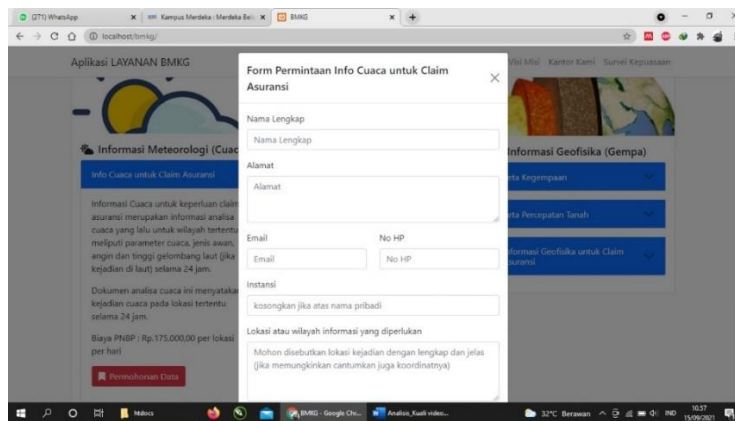 (271) WhatsApp
Kampus Merdeka : Merdeka Bel
BMKG
localhost/bmkg/
Aplikasi LAYANAN BMKG
Visi Misi Kantor Kami Survei Kepuasaan
Form Permintaan Info Cuaca untuk Claim
Asuransi
Nama Lengkap
Nama Lengkap
Alamat
Alamat
Email No HP
Email No HP
Instansi
kosongkan jika atas nama pribadi
Lokasi atau wilayah informasi yang diperlukan
Mohon disebutkan lokasi kejadian dengan lengkap dan jelas
(jika memungkinkan cantumkan juga koordinatnya)
Informasi Meteorologi (Cuac
Info Cuaca untuk Claim Asuransi
Informasi Cuaca untuk keperluan claim
asuransi merupakan informasi analisa
cuaca yang lalu untuk wilayah tertentu
meliputi parameter cuaca, jenis awan,
angin dan tinggi gelombang laut (jika
kejadian di laut) selama 24 jam.
Dokumen analisa cuaca ini menyatakan
kejadian cuaca pada lokasi tertentu
selama 24 jam.
Biaya PNBP : Rp.175.000,00 per lokasi
per hari
Permohonan Data
Informasi Geofisika (Gempa)
eta Kegempaan
eta Percepatan Tanah
nformasi Geofisika untuk Claim
suransi
htdocs
BMKG - Google Chr...
Analisis_Kuali video...
32°C Berawan
IND
10.57
15/09/2021